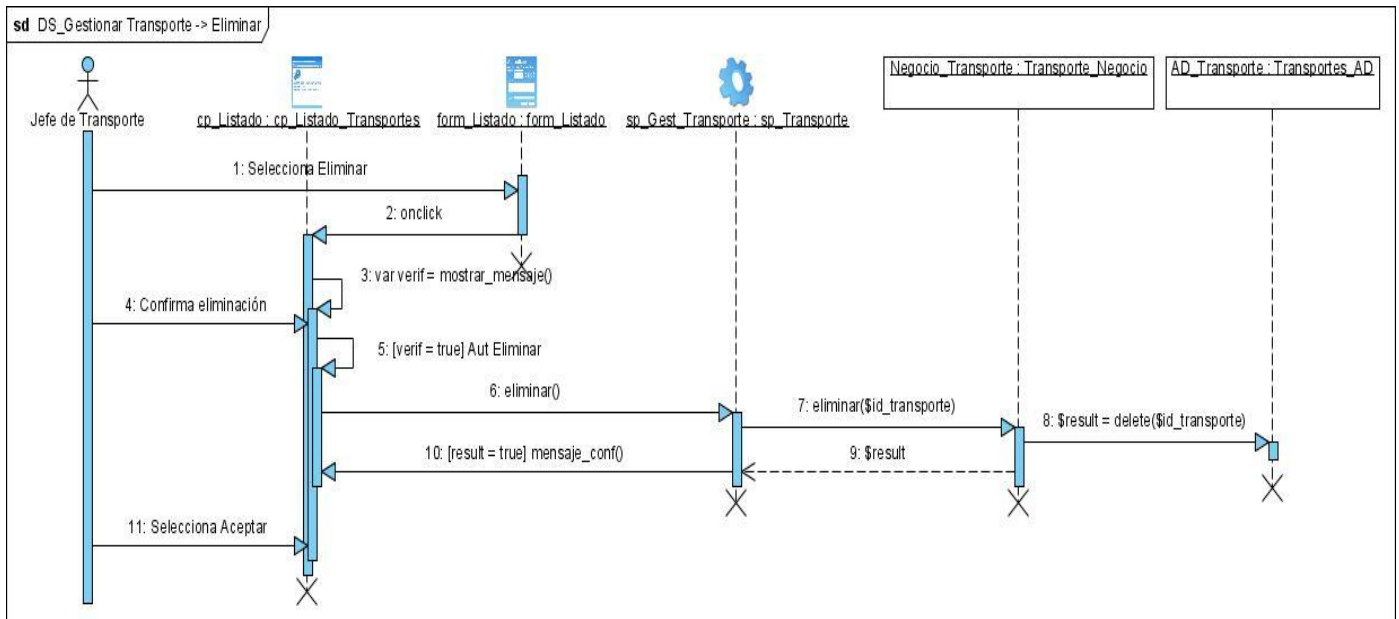 sd DS_Gestionar Transporte -> Eliminar
Jefe de Transporte
cp_Listado : cp_Listado_Transportes
form_Listado : form_Listado
sp_Gest_Transporte : sp_Transporte
Negocio_Transporte : Transporte_Negocio
AD_Transporte : Transportes_AD
1: Selecciona Eliminar
2: onclick
3: var verif = mostrar_mensaje()
4: Confirma eliminación
5: [verif = true] Aut Eliminar
6: eliminar()
7: eliminar($id_transporte)
8: $result = delete($id_transporte)
9: $result
10: [result = true] mensaje_conf()
11: Selecciona Aceptar